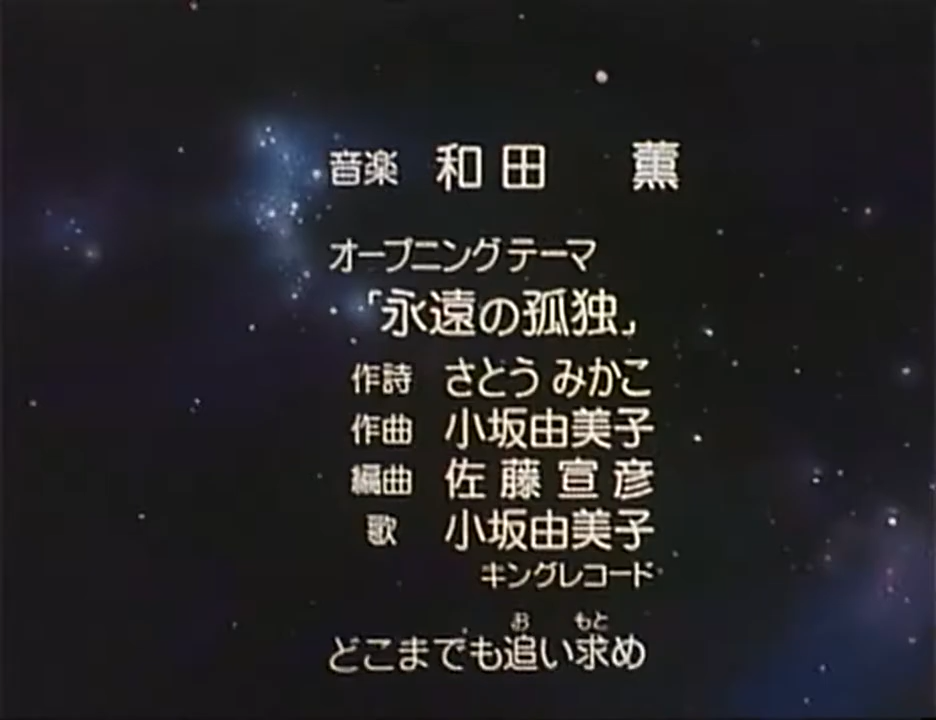 音楽 和田 薫
オープニングテーマ
「永遠の孤独」
作詩 さとう みかこ
作曲 小坂由美子
編曲 佐藤宣彦
歌 小坂由美子
キングレコード
お もと
どこまでも追い求め